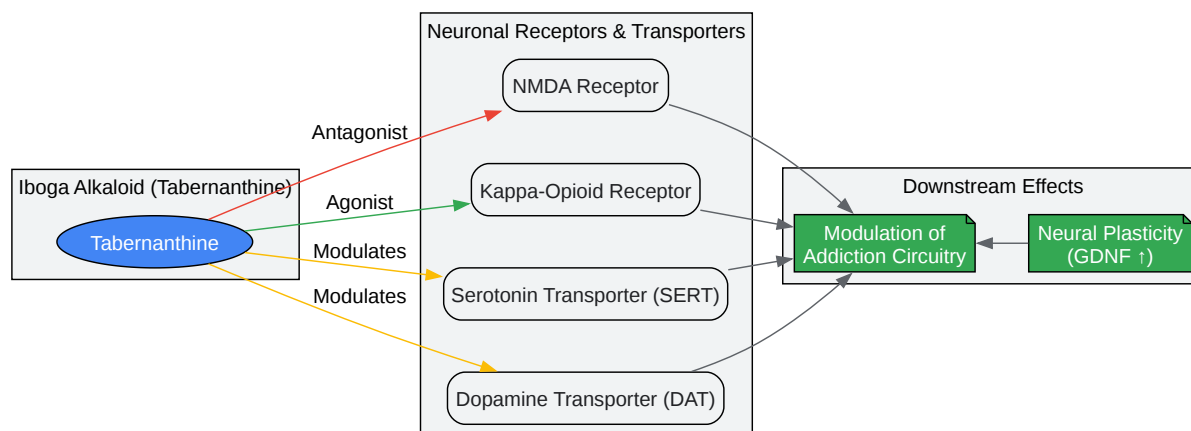 Iboga Alkaloid (Tabernanthine)
Tabernanthine
Antagonist
Agonist
Modulates
Modulates
Neuronal Receptors & Transporters
NMDA Receptor
Kappa-Opioid Receptor
Serotonin Transporter (SERT)
Dopamine Transporter (DAT)
Downstream Effects
Modulation of
Addiction Circuitry
Neural Plasticity
(GDNF ↑)